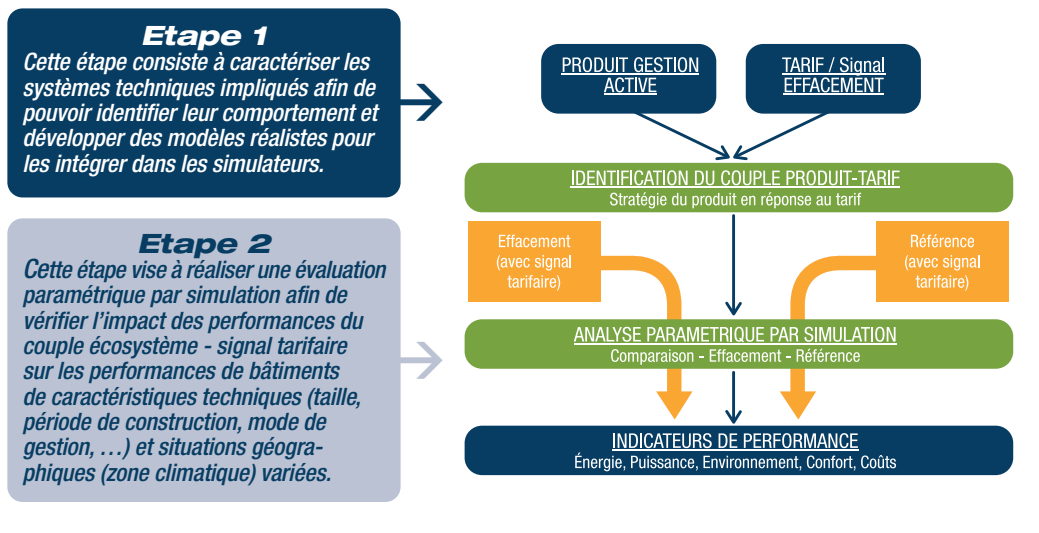 Etape 1
Cette étape consiste à caractériser les
systèmes techniques impliqués afin de
pouvoir identifier leur comportement et
développer des modèles réalistes pour
les intégrer dans les simulateurs.
Etape 2
Cette étape vise à réaliser une évaluation
paramétrique par simulation afin de
vérifier l'impact des performances du
couple écosystème - signal tarifaire
sur les performances de bâtiments
de caractéristiques techniques (taille,
période de construction, mode de
gestion, ...) et situations géogra-
phiques (zone climatique) variées.
PRODUIT GESTION
ACTIVE
TARIF / Signal
EFFACEMENT
IDENTIFICATION DU COUPLE PRODUIT-TARIF
Stratégie du produit en réponse au tarif
Effacement
(avec signal
tarifaire)
Référence
(avec signal
tarifaire)
ANALYSE PARAMETRIQUE PAR SIMULATION
Comparaison - Effacement - Référence
INDICATEURS DE PERFORMANCE
Énergie, Puissance, Environnement, Confort, Coûts